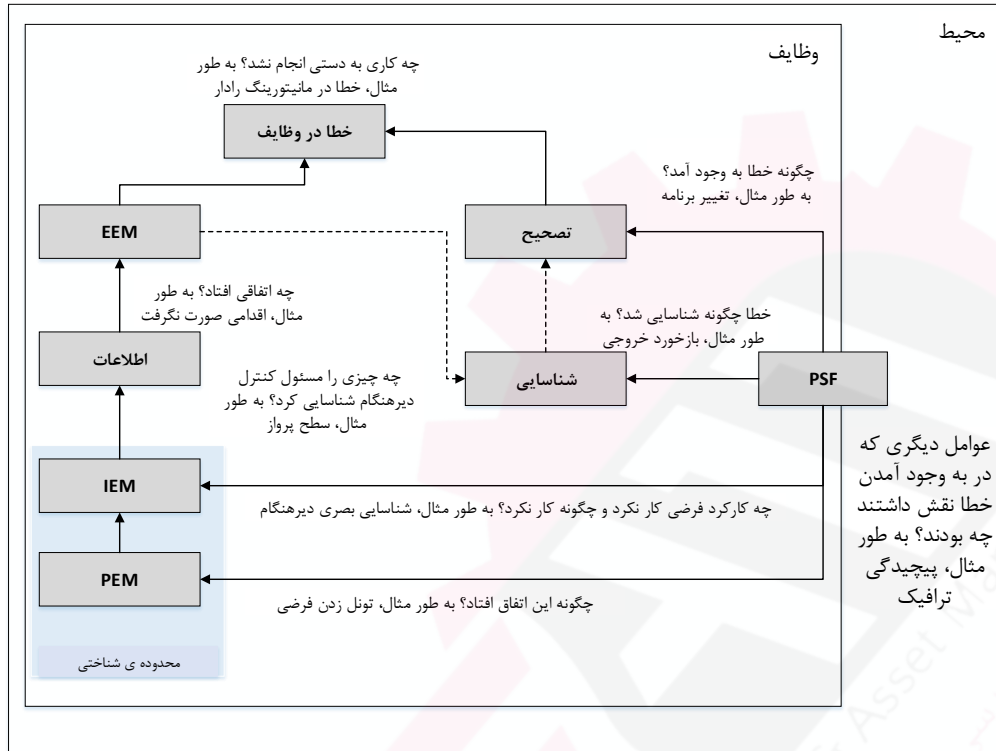 محیط
وظایف
چه کاری به دستی انجام نشد؟ به طور
مثال، خطا در مانیتورینگ رادار
خطا در وظایف
چگونه خطا به وجود آمد؟
به طور مثال، تغییر برنامه
EEM
تصحیح
چه اتفاقی افتاد؟ به طور
مثال، اقدامی صورت نگرفت
خطا چگونه شناسایی شد؟ به
طور مثال، بازخورد خروجی
اطلاعات
چه چیزی را مسئول کنترل
دیرهنگام شناسایی کرد؟ به طور
مثال، سطح پرواز
شناسایی
PSF
عوامل دیگری که
در به وجود آمدن
خطا نقش داشتند
چه بودند؟ به طور
مثال، پیچیدگی
ترافیک
IEM
چه کارکرد فرضی کار نکرد و چگونه کار نکرد؟ به طور مثال، شناسایی بصری دیرهنگام
PEM
چگونه این اتفاق افتاد؟ به طور مثال، تونل زدن فرضی
محدوده ی شناختی
Asset